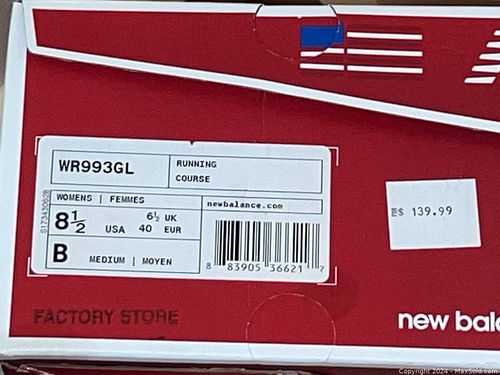 WR993GL
RUNNING
COURSE
WOMENS | FEMMES
newbalance.com
8½ USA
6½ UK
40 EUR
B MEDIUM | MOYEN
8 83905 36621 7
$ 139.99
FACTORY STORE
new bala
Copyright 2024 - MaxSold.com